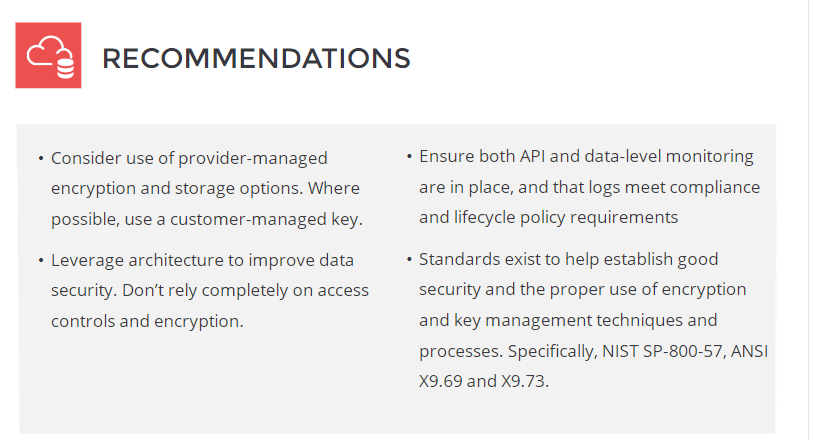 RECOMMENDATIONS
• Consider use of provider-managed
encryption and storage options. Where
possible, use a customer-managed key.
• Leverage architecture to improve data
security. Don’t rely completely on access
controls and encryption.
• Ensure both API and data-level monitoring
are in place, and that logs meet compliance
and lifecycle policy requirements
• Standards exist to help establish good
security and the proper use of encryption
and key management techniques and
processes. Specifically, NIST SP-800-57, ANSI
X9.69 and X9.73.